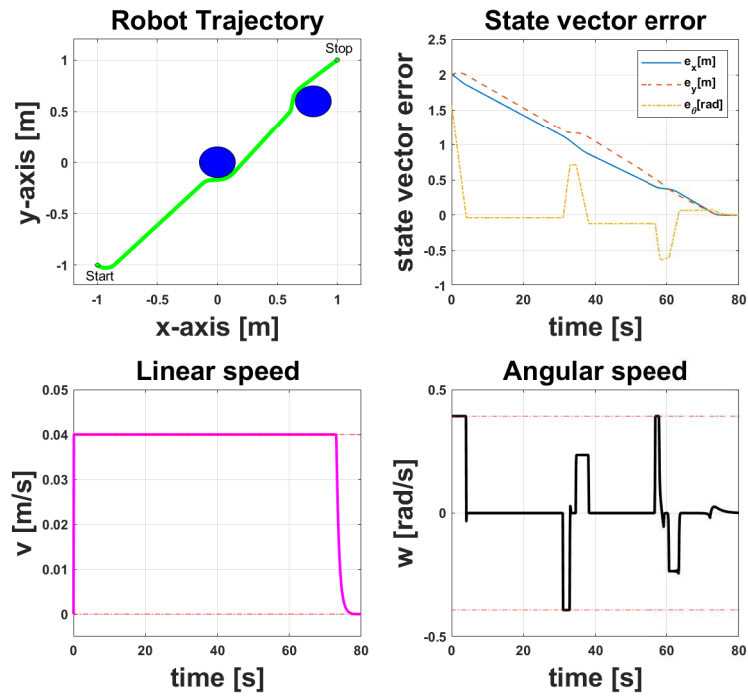 Robot Trajectory
y-axis [m]
1
0.5
0
-0.5
-1
Stop
Start
-1
-0.5
0
0.5
1
x-axis [m]
State vector error
state vector error
2.5
2
1.5
1
0.5
0
-0.5
-1
e_x[m]
e_y[m]
e_θ[rad]
0
20
40
60
80
time [s]
Linear speed
v [m/s]
0.05
0.04
0.03
0.02
0.01
0
0
20
40
60
80
time [s]
Angular speed
w [rad/s]
0.5
0
-0.5
0
20
40
60
80
time [s]